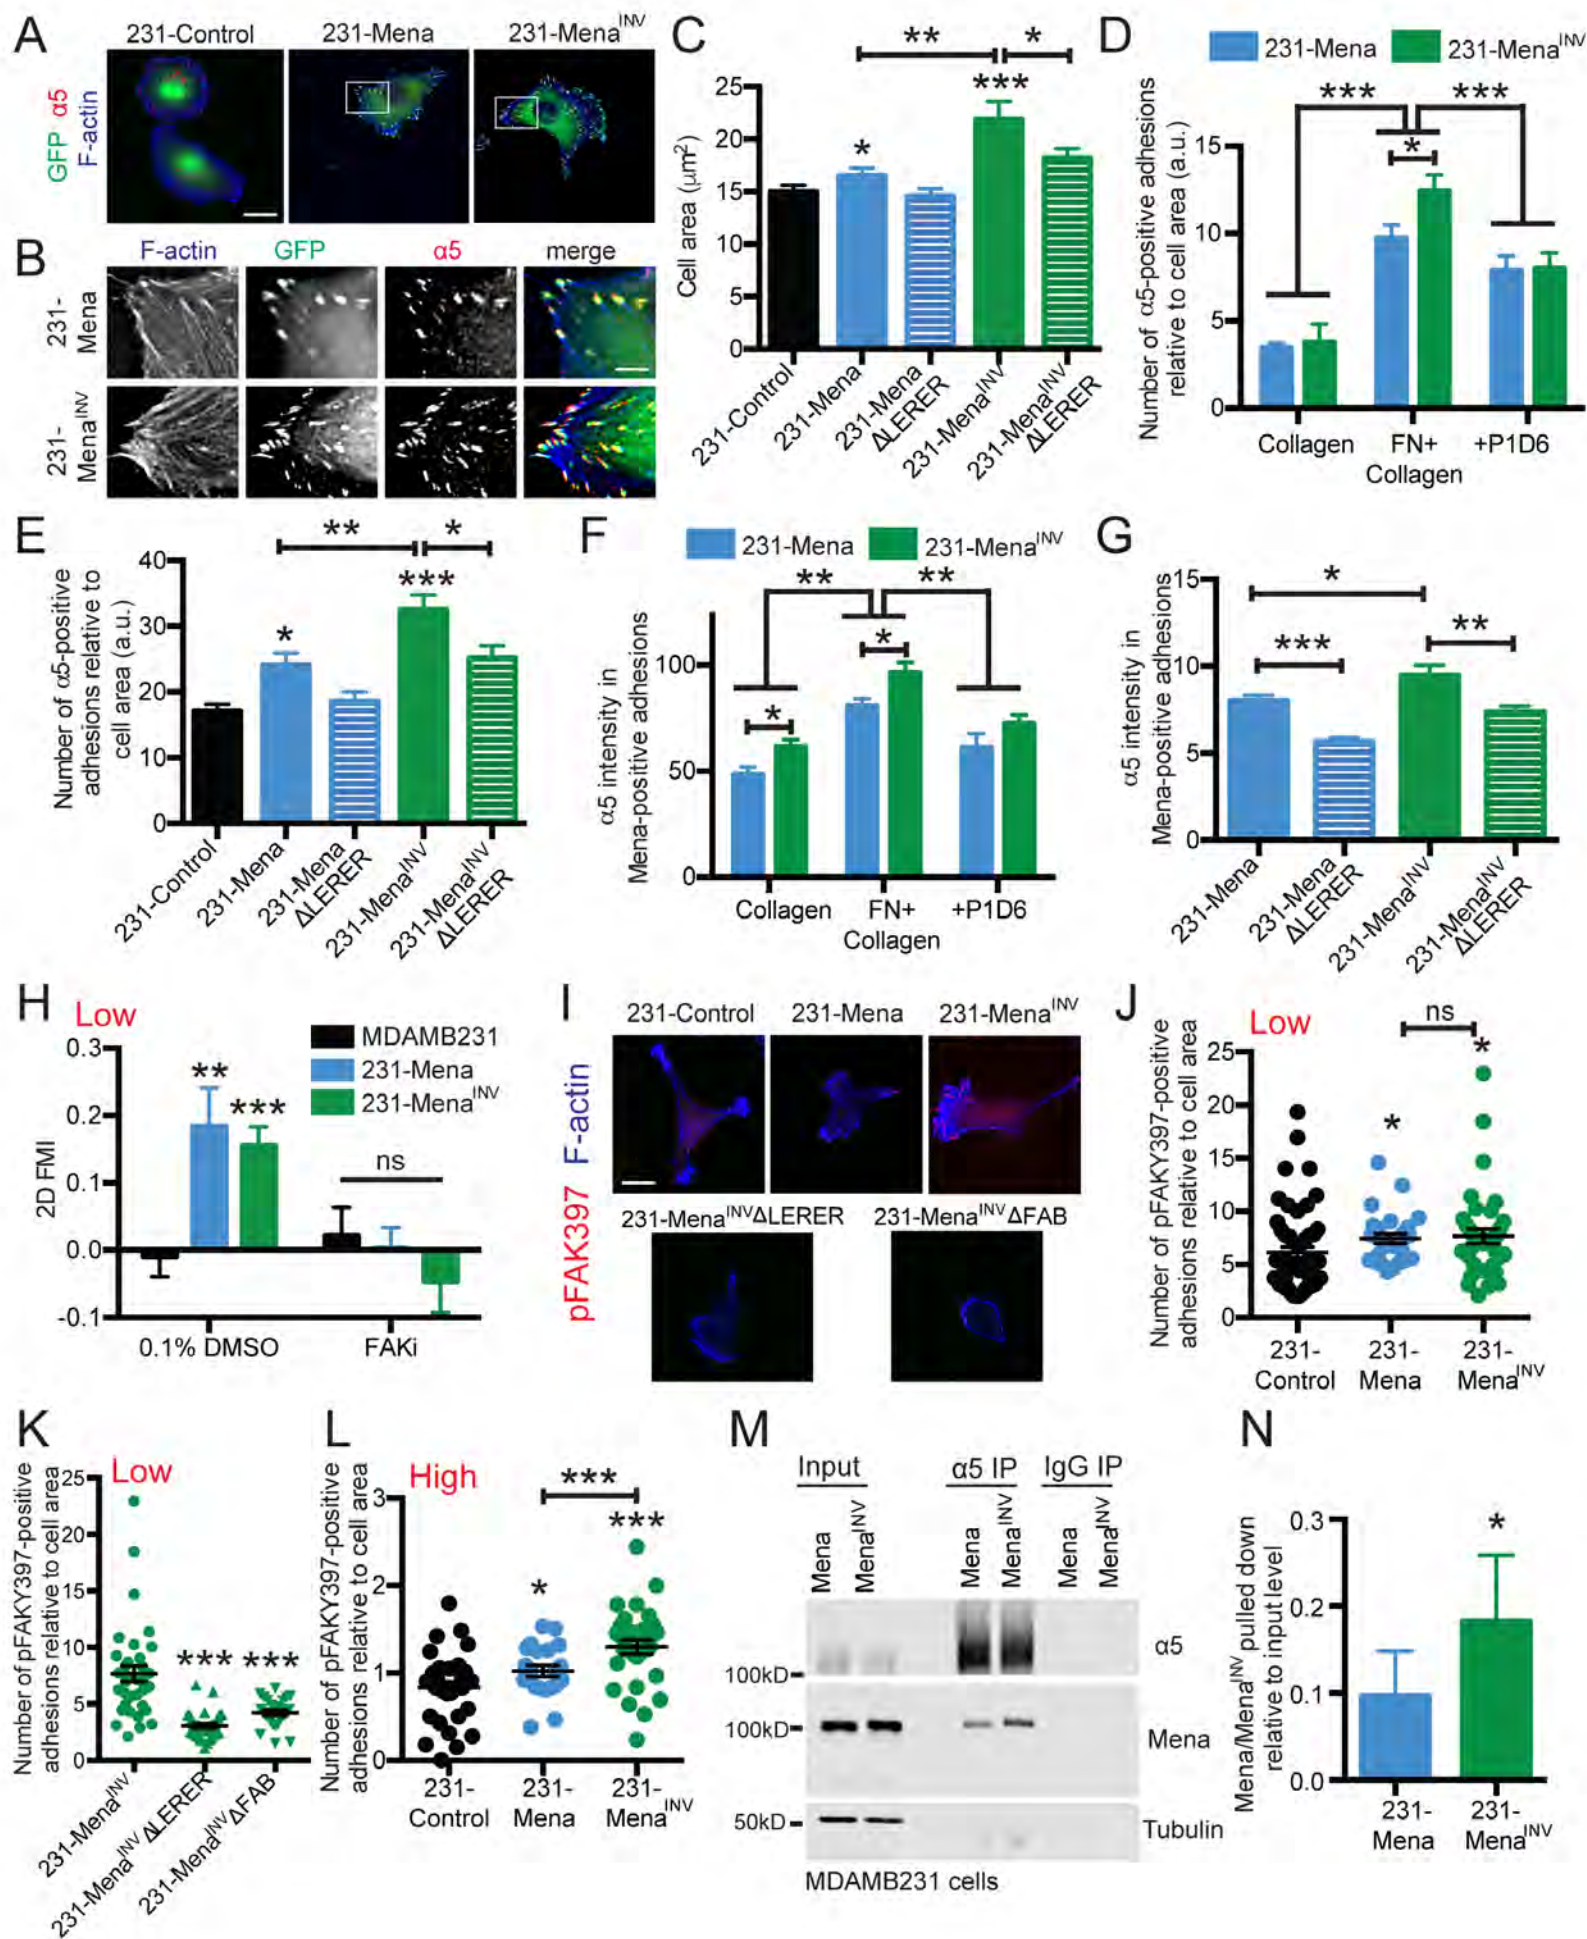 A
231-Control
231-Mena
231-Mena^INV
GFP α5
F-actin
B
F-actin
GFP
α5
merge
231-
Mena
231-
Mena^INV
C
**
*
***
*
Cell area (μm²)
25
20
15
10
5
0
231-Control
231-Mena
231-Mena
ΔLERER
231-Mena^INV
231-Mena^INV
ΔLERER
D
231-Mena
231-Mena^INV
***
***
*
Number of α5-positive adhesions
relative to cell area (a.u.)
15
10
5
0
Collagen
FN+
Collagen
+P1D6
E
**
*
***
*
Number of α5-positive
adhesions relative to
cell area (a.u.)
40
30
20
10
0
231-Control
231-Mena
231-Mena
ΔLERER
231-Mena^INV
231-Mena^INV
ΔLERER
F
231-Mena
231-Mena^INV
**
**
*
*
α5 intensity in
Mena-positive adhesions
100
50
0
Collagen
FN+
Collagen
+P1D6
G
*
***
**
α5 intensity in
Mena-positive adhesions
15
10
5
0
231-Mena
231-Mena
ΔLERER
231-Mena^INV
231-Mena^INV
ΔLERER
H
Low
MDAMB231
231-Mena
231-Mena^INV
**
***
ns
2D FMI
0.3
0.2
0.1
0.0
-0.1
0.1% DMSO
FAKi
I
231-Control
231-Mena
231-Mena^INV
pFAK397 F-actin
231-Mena^INVΔLERER
231-Mena^INVΔFAB
J
Low
ns
*
*
Number of pFAKY397-positive
adhesions relative to cell area
25
20
15
10
5
0
231-
Control
231-
Mena
231-
Mena^INV
K
Low
Number of pFAKY397-positive
adhesions relative to cell area
25
20
15
10
5
0
***
***
231-Mena^INV
231-Mena^INV ΔLERER
231-Mena^INV ΔFAB
L
High
***
***
*
Number of pFAKY397-positive
adhesions relative to cell area
3
2
1
0
231-
Control
231-
Mena
231-
Mena^INV
M
Input
α5 IP
IgG IP
Mena
Mena^INV
Mena
Mena^INV
Mena
Mena^INV
100kD
α5
100kD
Mena
50kD
Tubulin
MDAMB231 cells
N
*
Mena/Mena^INV pulled down
relative to input level
0.3
0.2
0.1
0.0
231-
Mena
231-
Mena^INV